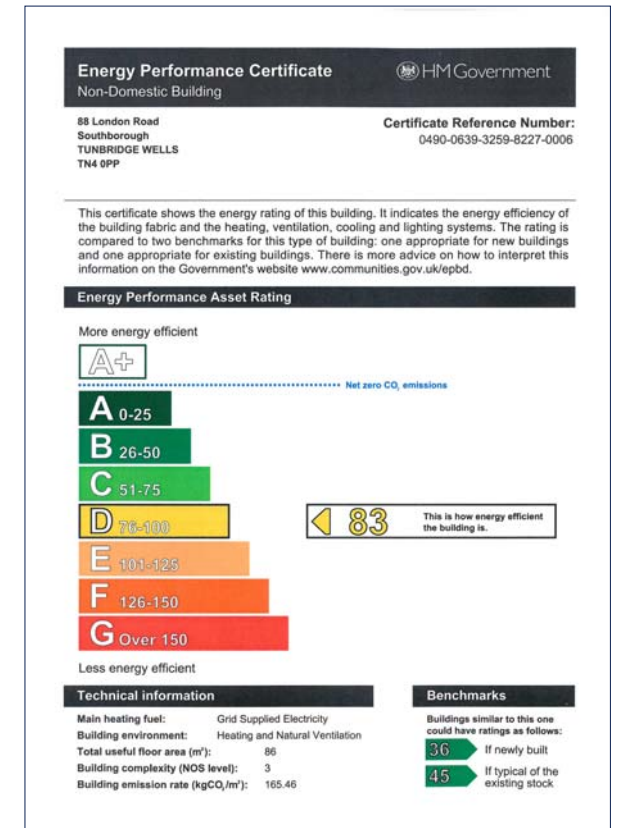 Energy Performance Certificate
Non-Domestic Building
HM Government
88 London Road
Southborough
TUNBRIDGE WELLS
TN4 0PP
Certificate Reference Number:
0490-0639-3259-8227-0006
This certificate shows the energy rating of this building. It indicates the energy efficiency of
the building fabric and the heating, ventilation, cooling and lighting systems. The rating is
compared to two benchmarks for this type of building: one appropriate for new buildings
and one appropriate for existing buildings. There is more advice on how to interpret this
information on the Government's website www.communities.gov.uk/epbd.
Energy Performance Asset Rating
More energy efficient
A+
Net zero CO₂ emissions
A 0-25
B 26-50
C 51-75
D 76-100
83
This is how energy efficient
the building is.
E 101-125
F 126-150
G Over 150
Less energy efficient
Technical information
Main heating fuel: Grid Supplied Electricity
Building environment: Heating and Natural Ventilation
Total useful floor area (m²): 86
Building complexity (NOS level): 3
Building emission rate (kgCO₂/m²): 165.46
Benchmarks
Buildings similar to this one
could have ratings as follows:
36 If newly built
45 If typical of the
existing stock